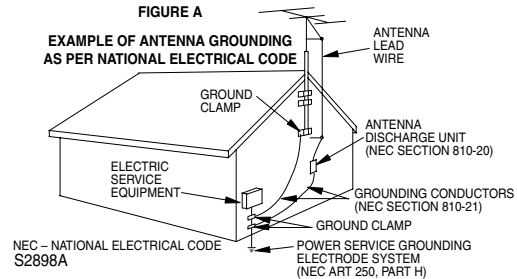 FIGURE A
EXAMPLE OF ANTENNA GROUNDING
AS PER NATIONAL ELECTRICAL CODE
ANTENNA
LEAD
WIRE
GROUND
CLAMP
ANTENNA
DISCHARGE UNIT
(NEC SECTION 810-20)
ELECTRIC
SERVICE
EQUIPMENT
GROUNDING CONDUCTORS
(NEC SECTION 810-21)
GROUND CLAMP
POWER SERVICE GROUNDING
ELECTRODE SYSTEM
(NEC ART 250, PART H)
NEC – NATIONAL ELECTRICAL CODE
S2898A